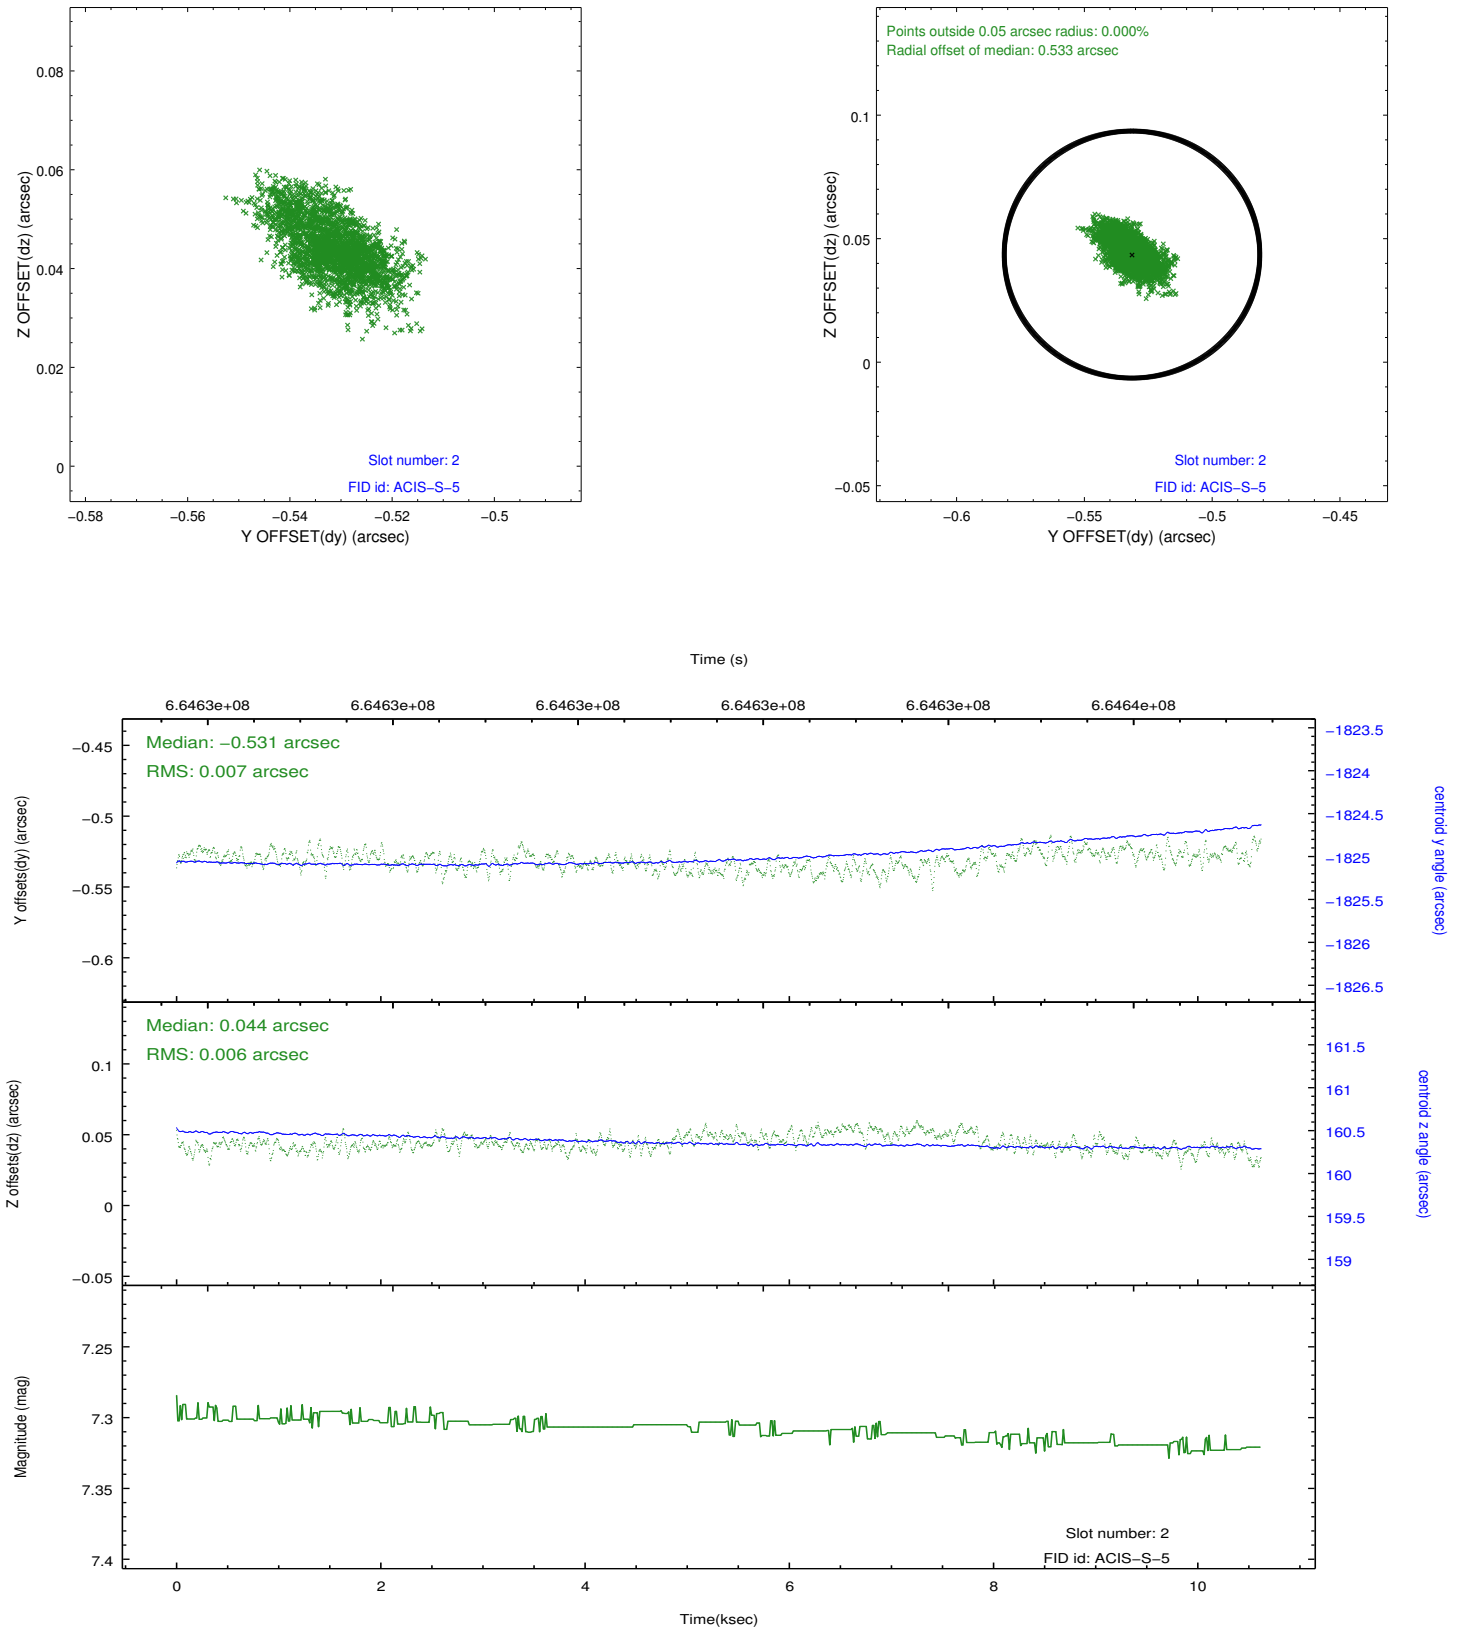 0.08
0.06
0.04
0.02
0
Z OFFSET(dz) (arcsec)
Slot number: 2
FID id: ACIS−S−5
−0.58
−0.56
−0.54
−0.52
−0.5
Y OFFSET(dy) (arcsec)
Points outside 0.05 arcsec radius: 0.000%
Radial offset of median: 0.533 arcsec
0.1
0.05
0
−0.05
Z OFFSET(dz) (arcsec)
Slot number: 2
FID id: ACIS−S−5
−0.6
−0.55
−0.5
−0.45
Y OFFSET(dy) (arcsec)
Time (s)
6.6463e+08
6.6463e+08
6.6463e+08
6.6463e+08
6.6463e+08
6.6464e+08
Median: −0.531 arcsec
RMS: 0.007 arcsec
−0.45
−0.5
−0.55
−0.6
Y offsets(dy) (arcsec)
−1823.5
−1824
−1824.5
−1825
−1825.5
−1826
−1826.5
centroid y angle (arcsec)
Median: 0.044 arcsec
RMS: 0.006 arcsec
0.1
0.05
0
−0.05
Z offsets(dz) (arcsec)
161.5
161
160.5
160
159.5
159
centroid z angle (arcsec)
7.25
7.3
7.35
7.4
Magnitude (mag)
Slot number: 2
FID id: ACIS−S−5
0
2
4
6
8
10
Time(ksec)